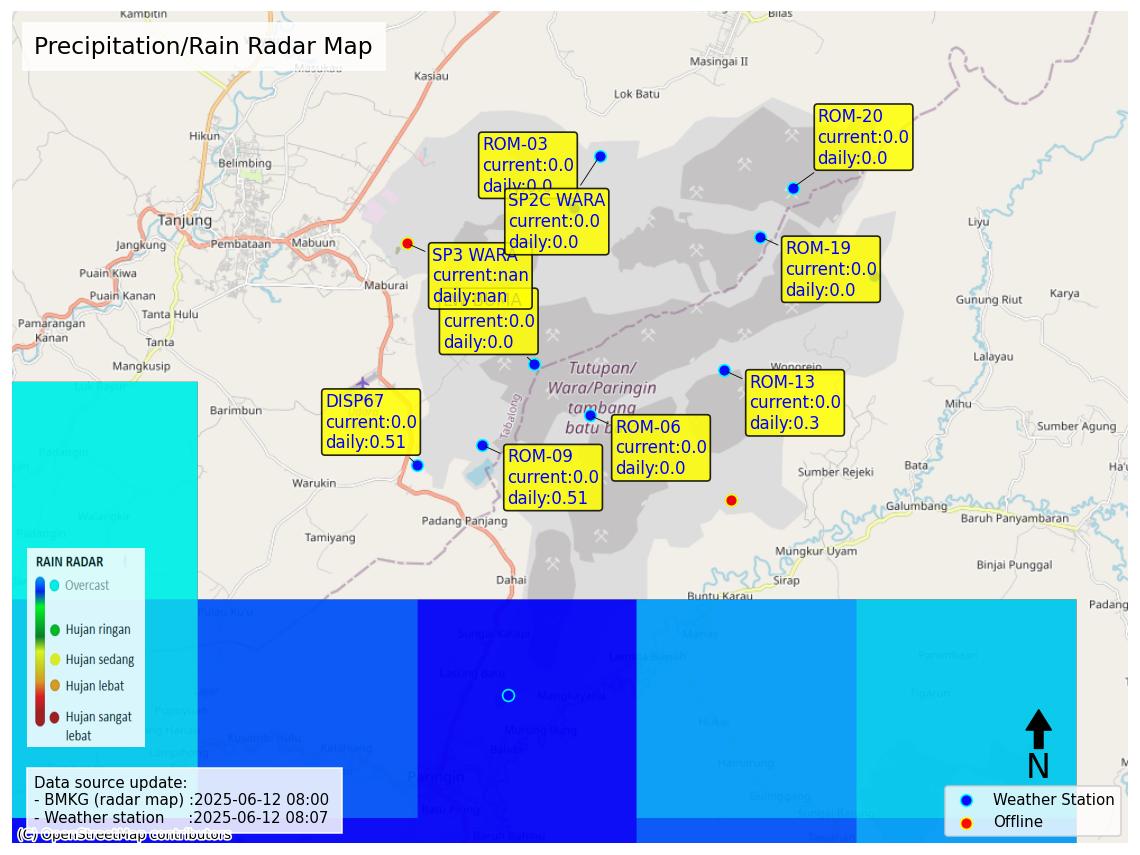 Kambitin
Bilas
Precipitation/Rain Radar Map
Masukau
Kasiau
Masingai II
Lok Batu
Hikun
Belimbing
ROM-03
current:0.0
daily:0.0
ROM-20
current:0.0
daily:0.0
SP2C WARA
current:0.0
daily:0.0
Tanjung
Jangkung
Pembataan
Mabuun
Liyu
SP3 WARA
current:nan
daily:nan
ROM-19
current:0.0
daily:0.0
Puain Kiwa
Puain Kanan
Maburai
Tanta Hulu
Pamarangan
Kanan
Tanta
Mangkusip
current:0.0
daily:0.0
Gunung Riut
Karya
Lalayau
Wonorejo
Tutupan/
Wara/Paringin
tambang
batu b
Tabalong
ROM-13
current:0.0
daily:0.3
DISP67
current:0.0
daily:0.51
Barimbun
ROM-06
current:0.0
daily:0.0
Mihu
Sumber Agung
ROM-09
current:0.0
daily:0.51
Padangin
Warukin
Sumber Rejeki
Bata
Ha'u
Galumbang
Baruh Panyambaran
Padang Panjang
Tamiyang
Mungkur Uyam
Binjai Punggal
Dahai
Sirap
Buntu Karau
Padang
RAIN RADAR
Overcast
Hujan ringan
Hujan sedang
Hujan lebat
Hujan sangat
lebat
Mangkayahu
Paringin
N
Data source update:
- BMKG (radar map) :2025-06-12 08:00
- Weather station :2025-06-12 08:07
Weather Station
Offline
(C) OpenStreetMap contributors